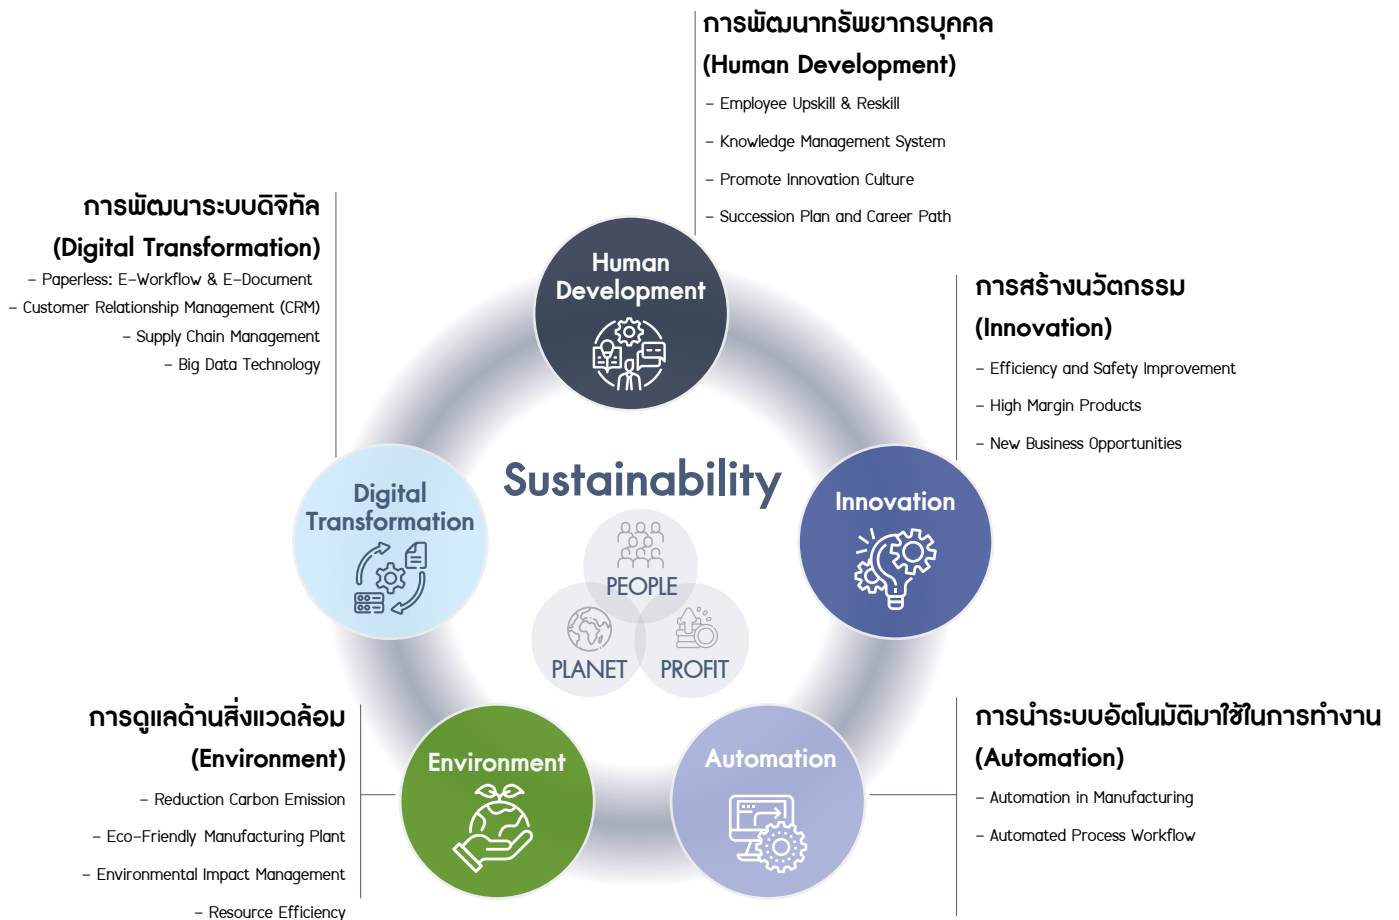 การพัฒนาทรัพยากรบุคคล
(Human Development)
- Employee Upskill & Reskill
- Knowledge Management System
- Promote Innovation Culture
- Succession Plan and Career Path
การพัฒนาระบบดิจิทัล
(Digital Transformation)
- Paperless: E-Workflow & E-Document
- Customer Relationship Management (CRM)
- Supply Chain Management
- Big Data Technology
Human
Development
การสร้างนวัตกรรม
(Innovation)
- Efficiency and Safety Improvement
- High Margin Products
- New Business Opportunities
Digital
Transformation
Sustainability
PEOPLE
PLANET
PROFIT
Innovation
การดูแลด้านสิ่งแวดล้อม
(Environment)
- Reduction Carbon Emission
- Eco-Friendly Manufacturing Plant
- Environmental Impact Management
- Resource Efficiency
Environment
Automation
การนำระบบอัตโนมัติมาใช้ในการทำงาน
(Automation)
- Automation in Manufacturing
- Automated Process Workflow